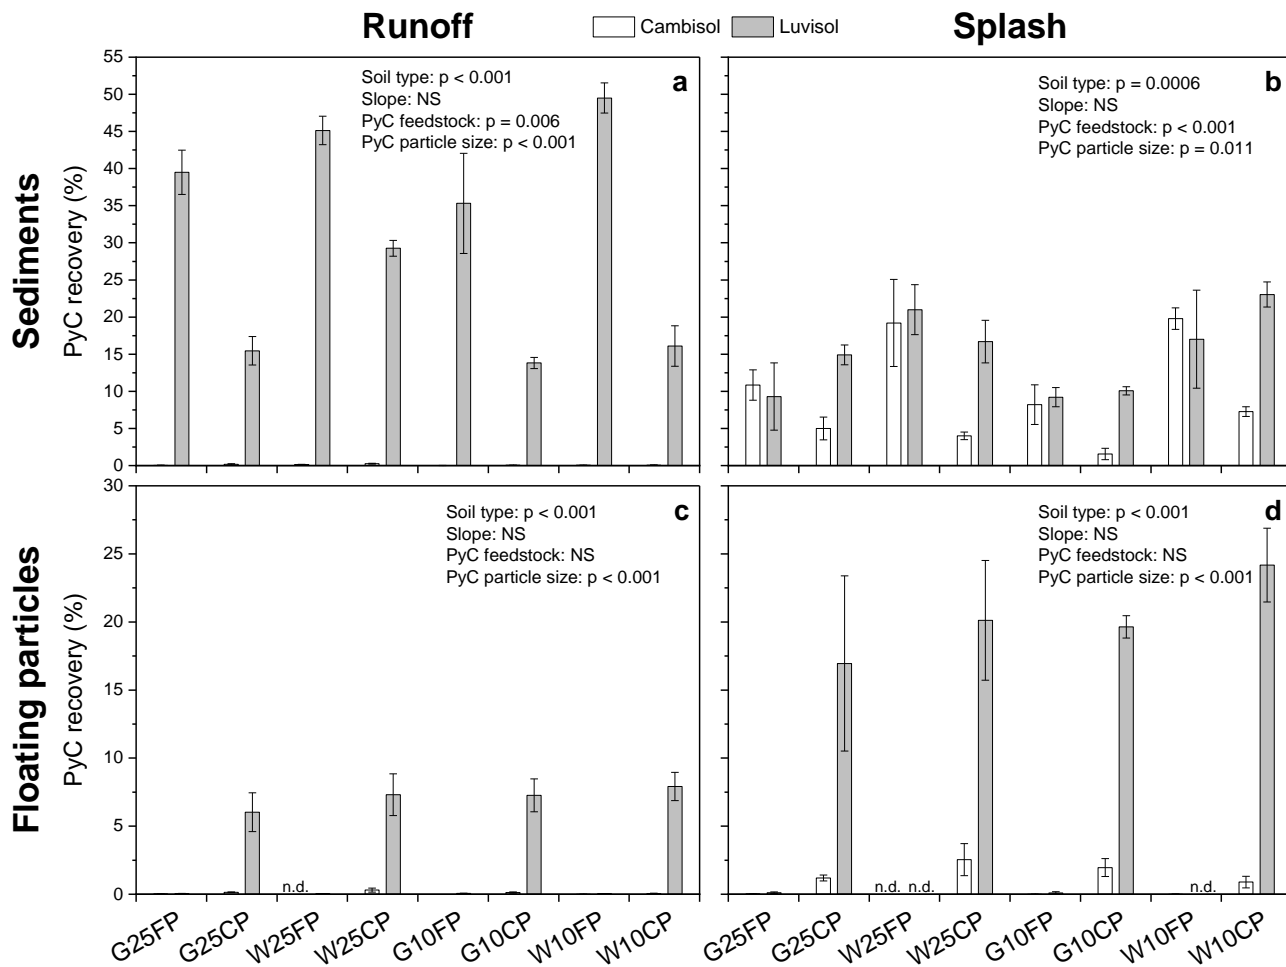 Runoff
Cambisol
Luvisol
Splash
Sediments
Floating particles
PyC recovery (%)
55
50
45
40
35
30
25
20
15
10
5
0
Soil type: p < 0.001
Slope: NS
PyC feedstock: p = 0.006
PyC particle size: p < 0.001
a
Soil type: p = 0.0006
Slope: NS
PyC feedstock: p < 0.001
PyC particle size: p = 0.011
b
PyC recovery (%)
30
25
20
15
10
5
0
Soil type: p < 0.001
Slope: NS
PyC feedstock: NS
PyC particle size: p < 0.001
c
n.d.
Soil type: p < 0.001
Slope: NS
PyC feedstock: NS
PyC particle size: p < 0.001
d
n.d. n.d.
n.d.
G25FP
G25CP
W25FP
W25CP
G10FP
G10CP
W10FP
W10CP
G25FP
G25CP
W25FP
W25CP
G10FP
G10CP
W10FP
W10CP